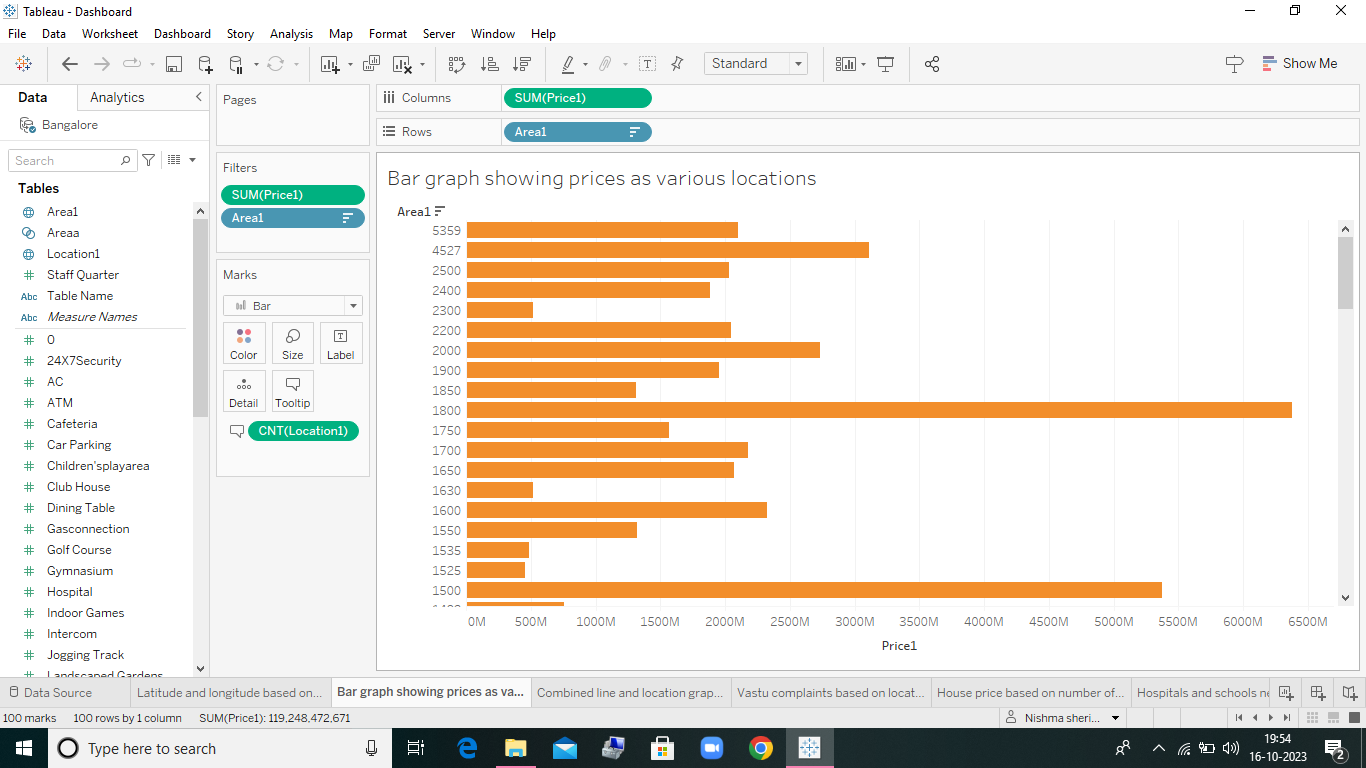 Tableau - Dashboard
File Data Worksheet Dashboard Story Analysis Map Format Server Window Help
Standard
Show Me
Data Analytics
Bangalore
Search
Tables
Area1
Areaa
Location1
# Staff Quarter
Abc Table Name
Abc Measure Names
# 0
# 24X7Security
# AC
# ATM
# Cafeteria
# Car Parking
# Children'splayarea
# Club House
# Dining Table
# Gasconnection
# Golf Course
# Gymnasium
# Hospital
# Indoor Games
# Intercom
# Jogging Track
# Landscaped Gardens
Pages
Filters
SUM(Price1)
Area1
Marks
Bar
Color Size Label
Detail Tooltip
CNT(Location1)
Columns SUM(Price1)
Rows Area1
Bar graph showing prices as various locations
Area1
5359
4527
2500
2400
2300
2200
2000
1900
1850
1800
1750
1700
1650
1630
1600
1550
1535
1525
1500
0M 500M 1000M 1500M 2000M 2500M 3000M 3500M 4000M 4500M 5000M 5500M 6000M 6500M
Price1
Data Source Latitude and longitude based on... Bar graph showing prices as va... Combined line and location grap... Vastu complaints based on locat... House price based on number of... Hospitals and schools ne
100 marks 100 rows by 1 column SUM(Price1): 119,248,472,671 Nishma sheri...
Type here to search
19:54
16-10-2023
2